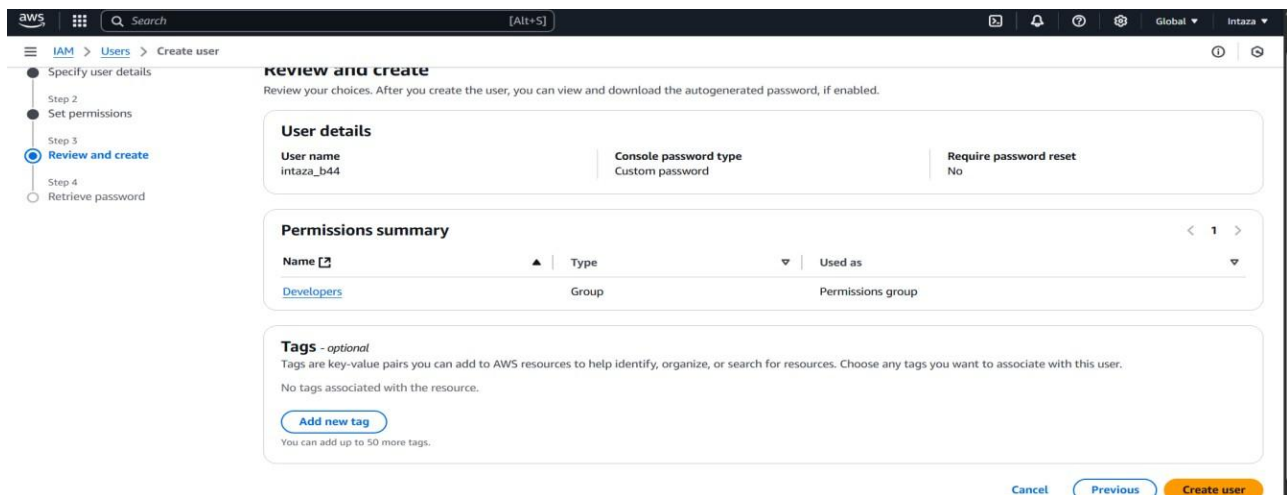 aws Search [Alt+S] Global Intaza
IAM > Users > Create user
Specify user details
Step 2
Set permissions
Step 3
Review and create
Step 4
Retrieve password
Review and create
Review your choices. After you create the user, you can view and download the autogenerated password, if enabled.
User details
User name Console password type Require password reset
intaza_b44 Custom password No
Permissions summary < 1 >
Name Type Used as
Developers Group Permissions group
Tags - optional
Tags are key-value pairs you can add to AWS resources to help identify, organize, or search for resources. Choose any tags you want to associate with this user.
No tags associated with the resource.
Add new tag
You can add up to 50 more tags.
Cancel Previous Create user